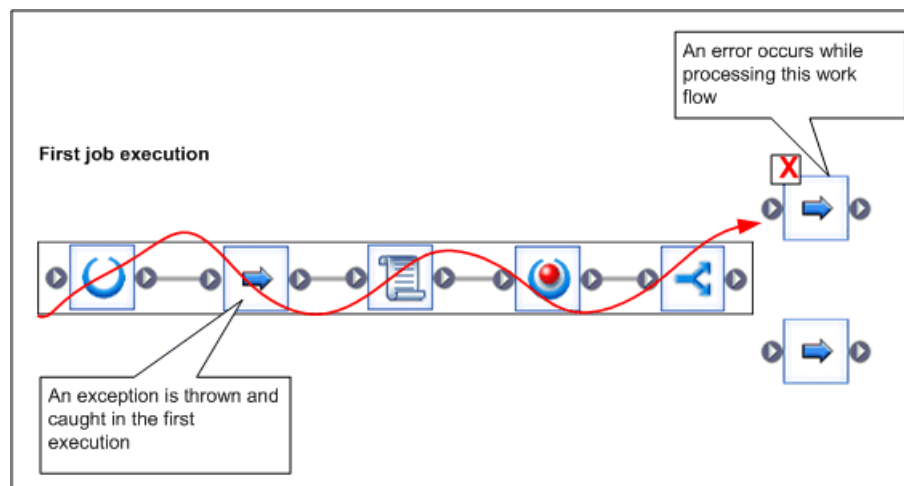 An error occurs while
processing this work
flow
First job execution
X
An exception is thrown and
caught in the first
execution